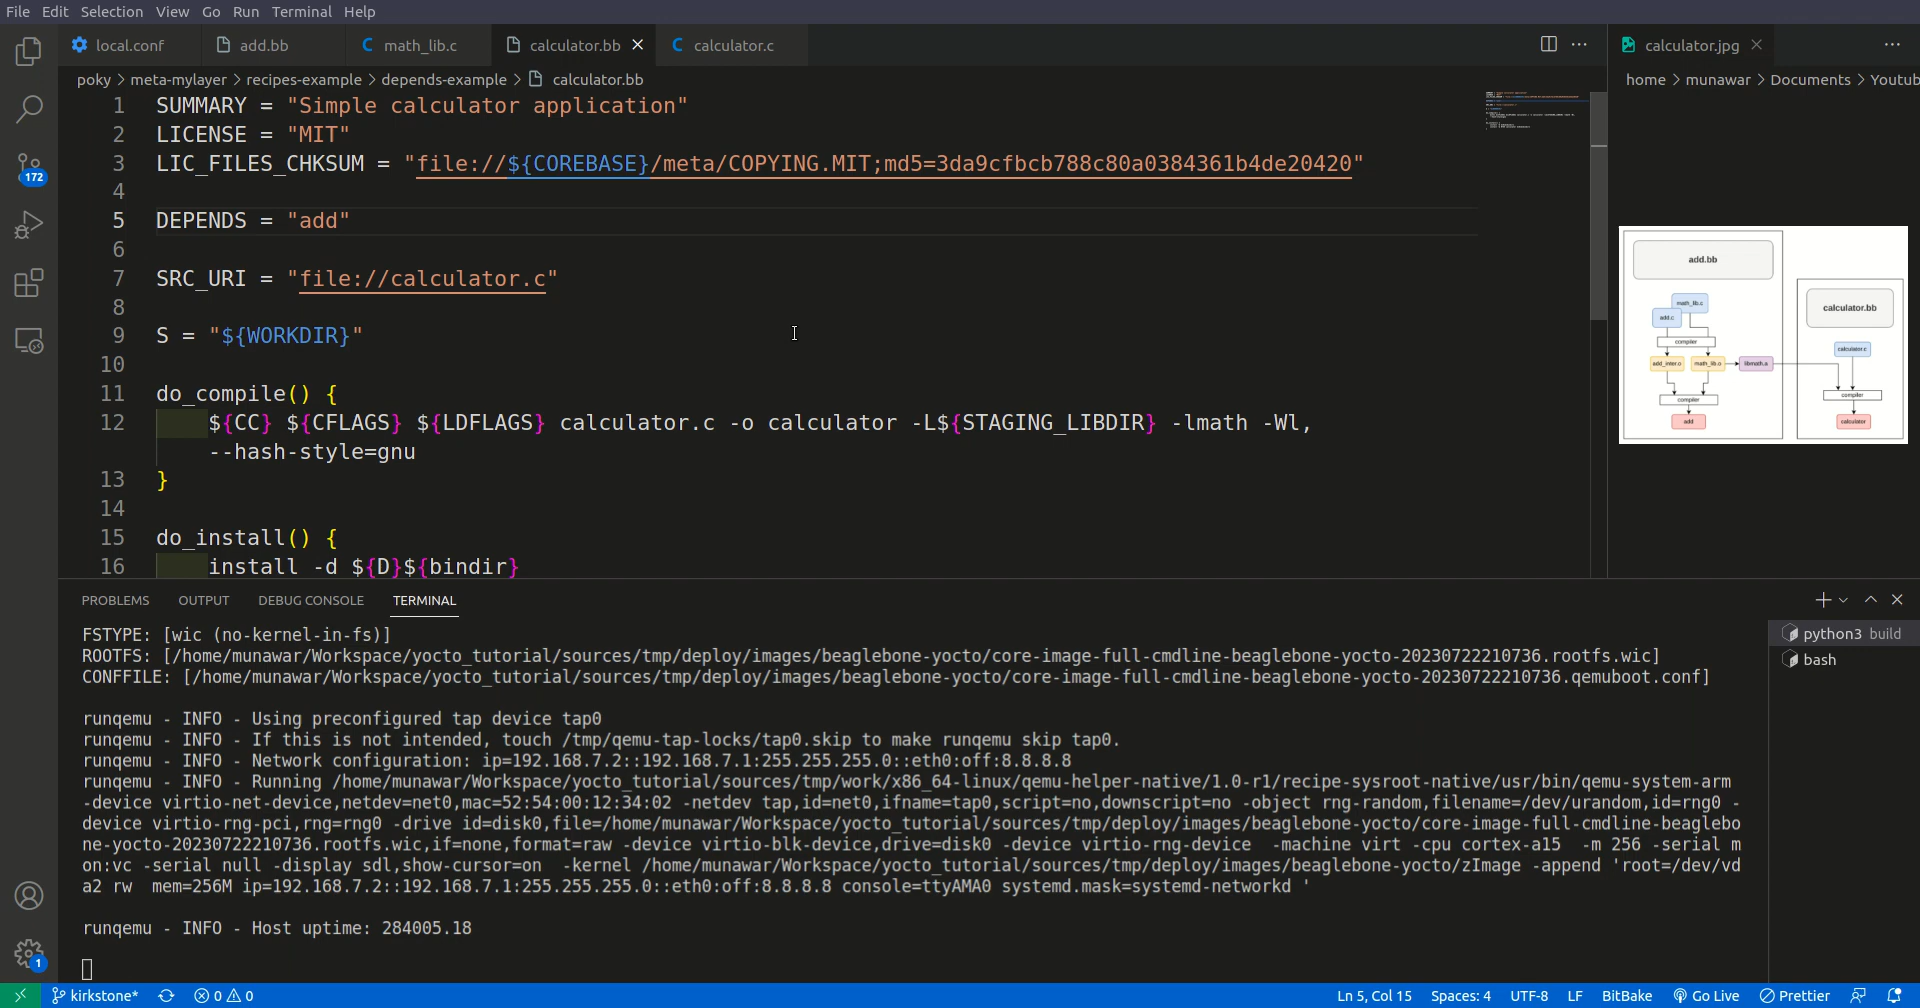 File Edit Selection View Go Run Terminal Help
local.conf add.bb C math_lib.c calculator.bb C calculator.c calculator.jpg
poky > meta-mylayer > recipes-example > depends-example > calculator.bb
home > munawar > Documents > Youtub
1 SUMMARY = "Simple calculator application"
2 LICENSE = "MIT"
3 LIC_FILES_CHKSUM = "file://${COREBASE}/meta/COPYING.MIT;md5=3da9cfbcb788c80a0384361b4de20420"
4
5 DEPENDS = "add"
6
7 SRC_URI = "file://calculator.c"
8
9 S = "${WORKDIR}"
10
11 do_compile() {
12 ${CC} ${CFLAGS} ${LDFLAGS} calculator.c -o calculator -L${STAGING_LIBDIR} -lmath -Wl,
--hash-style=gnu
13 }
14
15 do_install() {
16 install -d ${D}${bindir}
172
1
add.bb
math_lib.c
add.c
compiler
add_inter.o math_lib.o libmath.a
compiler
add
calculator.bb
calculator.c
compiler
calculator
PROBLEMS OUTPUT DEBUG CONSOLE TERMINAL
python3 build
bash
FSTYPE: [wic (no-kernel-in-fs)]
ROOTFS: [/home/munawar/Workspace/yocto_tutorial/sources/tmp/deploy/images/beaglebone-yocto/core-image-full-cmdline-beaglebone-yocto-20230722210736.rootfs.wic]
CONFFILE: [/home/munawar/Workspace/yocto_tutorial/sources/tmp/deploy/images/beaglebone-yocto/core-image-full-cmdline-beaglebone-yocto-20230722210736.qemuboot.conf]
runqemu - INFO - Using preconfigured tap device tap0
runqemu - INFO - If this is not intended, touch /tmp/qemu-tap-locks/tap0.skip to make runqemu skip tap0.
runqemu - INFO - Network configuration: ip=192.168.7.2::192.168.7.1:255.255.255.0::eth0:off:8.8.8.8
runqemu - INFO - Running /home/munawar/Workspace/yocto_tutorial/sources/tmp/work/x86_64-linux/qemu-helper-native/1.0-r1/recipe-sysroot-native/usr/bin/qemu-system-arm
-device virtio-net-device,netdev=net0,mac=52:54:00:12:34:02 -netdev tap,id=net0,ifname=tap0,script=no,downscript=no -object rng-random,filename=/dev/urandom,id=rng0 -
device virtio-rng-pci,rng=rng0 -drive id=disk0,file=/home/munawar/Workspace/yocto_tutorial/sources/tmp/deploy/images/beaglebone-yocto/core-image-full-cmdline-beaglebo
ne-yocto-20230722210736.rootfs.wic,if=none,format=raw -device virtio-blk-device,drive=disk0 -device virtio-rng-device  -machine virt -cpu cortex-a15  -m 256 -serial m
on:vc -serial null -display sdl,show-cursor=on  -kernel /home/munawar/Workspace/yocto_tutorial/sources/tmp/deploy/images/beaglebone-yocto/zImage -append 'root=/dev/vd
a2 rw  mem=256M ip=192.168.7.2::192.168.7.1:255.255.255.0::eth0:off:8.8.8.8 console=ttyAMA0 systemd.mask=systemd-networkd '
runqemu - INFO - Host uptime: 284005.18
kirkstone* 0 0 Ln 5, Col 15 Spaces: 4 UTF-8 LF BitBake Go Live Prettier